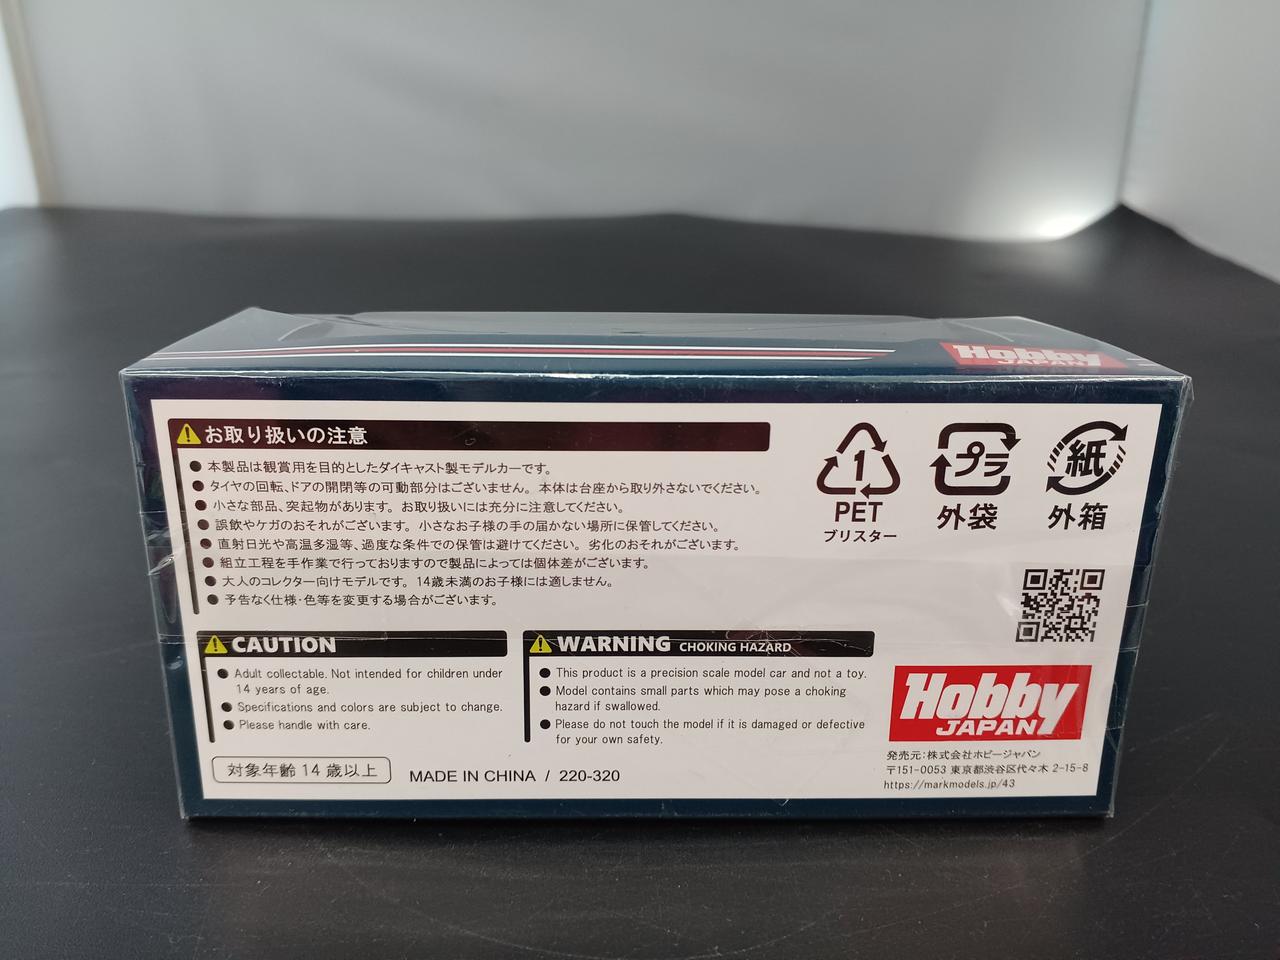 Hobby
JAPAN
お取り扱いの注意
● 本製品は観賞用を目的としたダイキャスト製モデルカーです。
● タイヤの回転、ドアの開閉等の可動部分はございません。本体は台座から取り外さないでください。
● 小さな部品、突起物があります。お取り扱いには充分に注意してください。
● 誤飲やケガのおそれがございます。小さなお子様の手の届かない場所に保管してください。
● 直射日光や高温多湿等、過度な条件での保管は避けてください。劣化のおそれがございます。
● 組立工程を手作業で行っておりますので製品によっては個体差がございます。
● 大人のコレクター向けモデルです。14歳未満のお子様には適しません。
● 予告なく仕様・色等を変更する場合がございます。
1
PET
ブリスター
プラ
外袋
紙
外箱
CAUTION
● Adult collectable. Not intended for children under
14 years of age.
● Specifications and colors are subject to change.
● Please handle with care.
WARNING CHOKING HAZARD
● This product is a precision scale model car and not a toy.
● Model contains small parts which may pose a choking
hazard if swallowed.
● Please do not touch the model if it is damaged or defective
for your own safety.
対象年齢14歳以上
MADE IN CHINA / 220-320
Hobby
JAPAN
発売元:株式会社ホビージャパン
〒151-0053 東京都渋谷区代々木 2-15-8
https://markmodels.jp/43